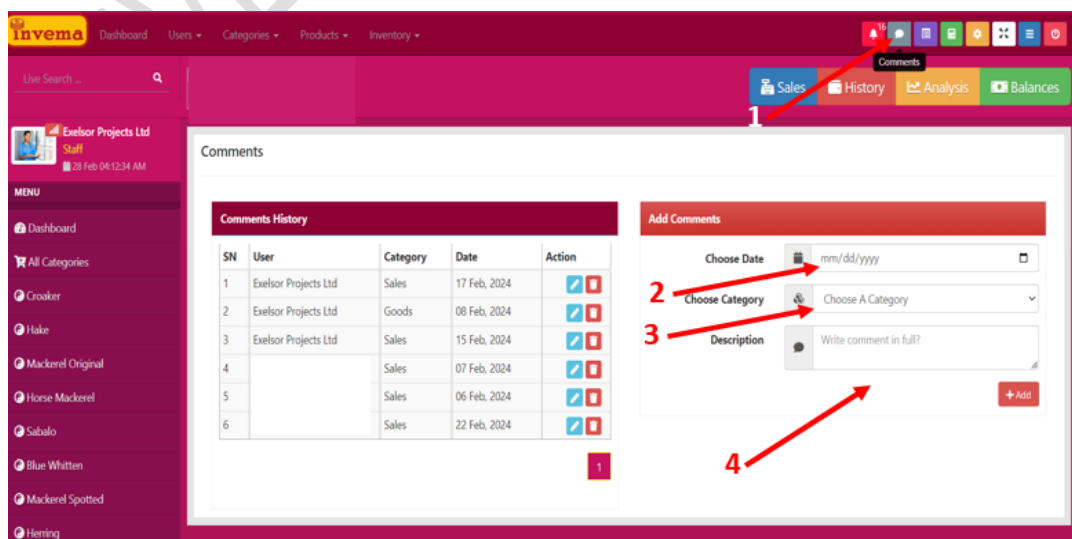 invema Dashboard Users Categories Products Inventory 16
Comments
Live Search ...
Sales History Analysis Balances
1
Exelsor Projects Ltd
Staff
28 Feb 04:12:34 AM
MENU
Dashboard
All Categories
Croaker
Hake
Mackerel Original
Horse Mackerel
Sabalo
Blue Whitten
Mackerel Spotted
Herring
Comments
Comments History
SN User Category Date Action
1 Exelsor Projects Ltd Sales 17 Feb, 2024
2 Exelsor Projects Ltd Goods 08 Feb, 2024
3 Exelsor Projects Ltd Sales 15 Feb, 2024
4 Sales 07 Feb, 2024
5 Sales 06 Feb, 2024
6 Sales 22 Feb, 2024
1
Add Comments
Choose Date mm/dd/yyyy
2
Choose Category Choose A Category
3
Description Write comment in full?
+ Add
4